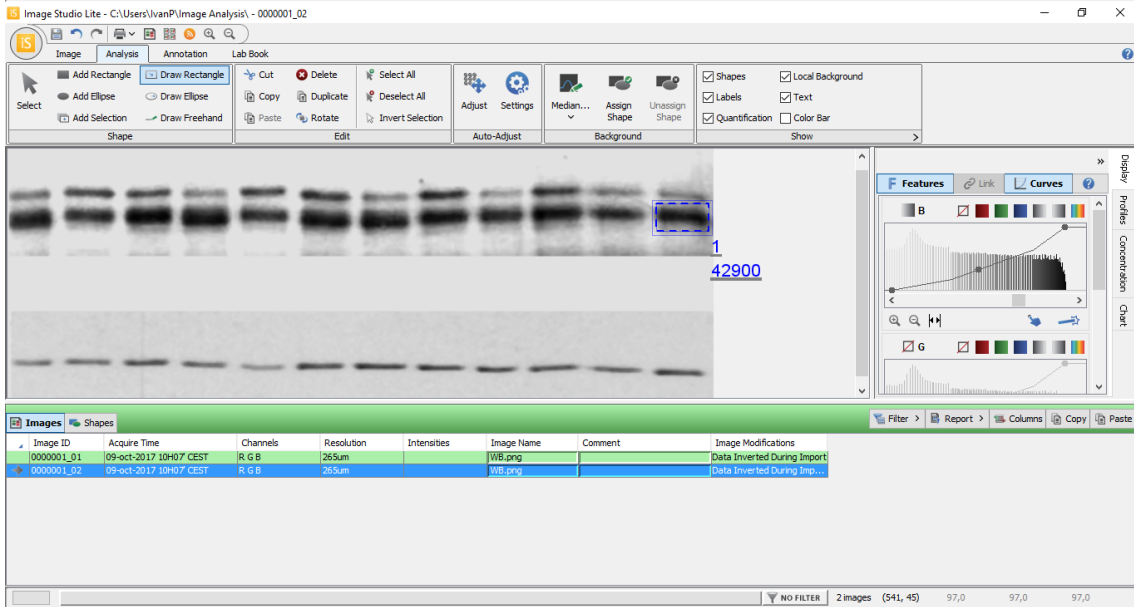 Image Studio Lite - C:\Users\IvanP\Image Analysis\ - 0000001_02
iS
Image Analysis Annotation Lab Book
Select
Add Rectangle Draw Rectangle
Add Ellipse Draw Ellipse
Add Selection Draw Freehand
Shape
Cut Delete Select All
Copy Duplicate Deselect All
Paste Rotate Invert Selection
Edit
Adjust Settings
Auto-Adjust
Median... Assign Shape Unassign Shape
Background
Shapes Local Background
Labels Text
Quantification Color Bar
Show
1
42900
Features Link Curves
B
G
Display
Profiles
Concentration
Chart
Images Shapes
Filter > Report > Columns Copy Paste
Image ID Acquire Time Channels Resolution Intensities Image Name Comment Image Modifications
0000001_01 09-oct-2017 10H07' CEST R G B 265um WB.png Data Inverted During Import
0000001_02 09-oct-2017 10H07' CEST R G B 265um WB.png Data Inverted During Imp...
NO FILTER 2 images (541, 45) 97,0 97,0 97,0